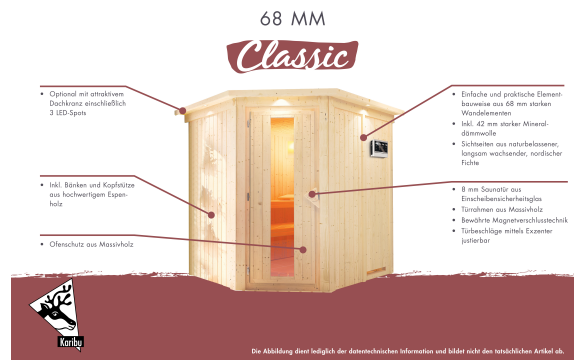 68 MM
Classic
• Optional mit attraktivem
Dachkranz einschließlich
3 LED-Spots
• Inkl. Bänken und Kopfstütze
aus hochwertigem Espen-
holz
• Ofenschutz aus Massivholz
• Einfache und praktische Element-
bauweise aus 68 mm starken
Wandelementen
• Inkl. 42 mm starker Mineral-
dämmwolle
• Sichtseiten aus naturbelassener,
langsam wachsender, nordischer
Fichte
• 8 mm Saunatür aus
Einscheibensicherheitsglas
• Türrahmen aus Massivholz
• Bewährte Magnetverschlusstechnik
• Türbeschläge mittels Exzenter
justierbar
Karibu
Die Abbildung dient lediglich der datentechnischen Information und bildet nicht den tatsächlichen Artikel ab.